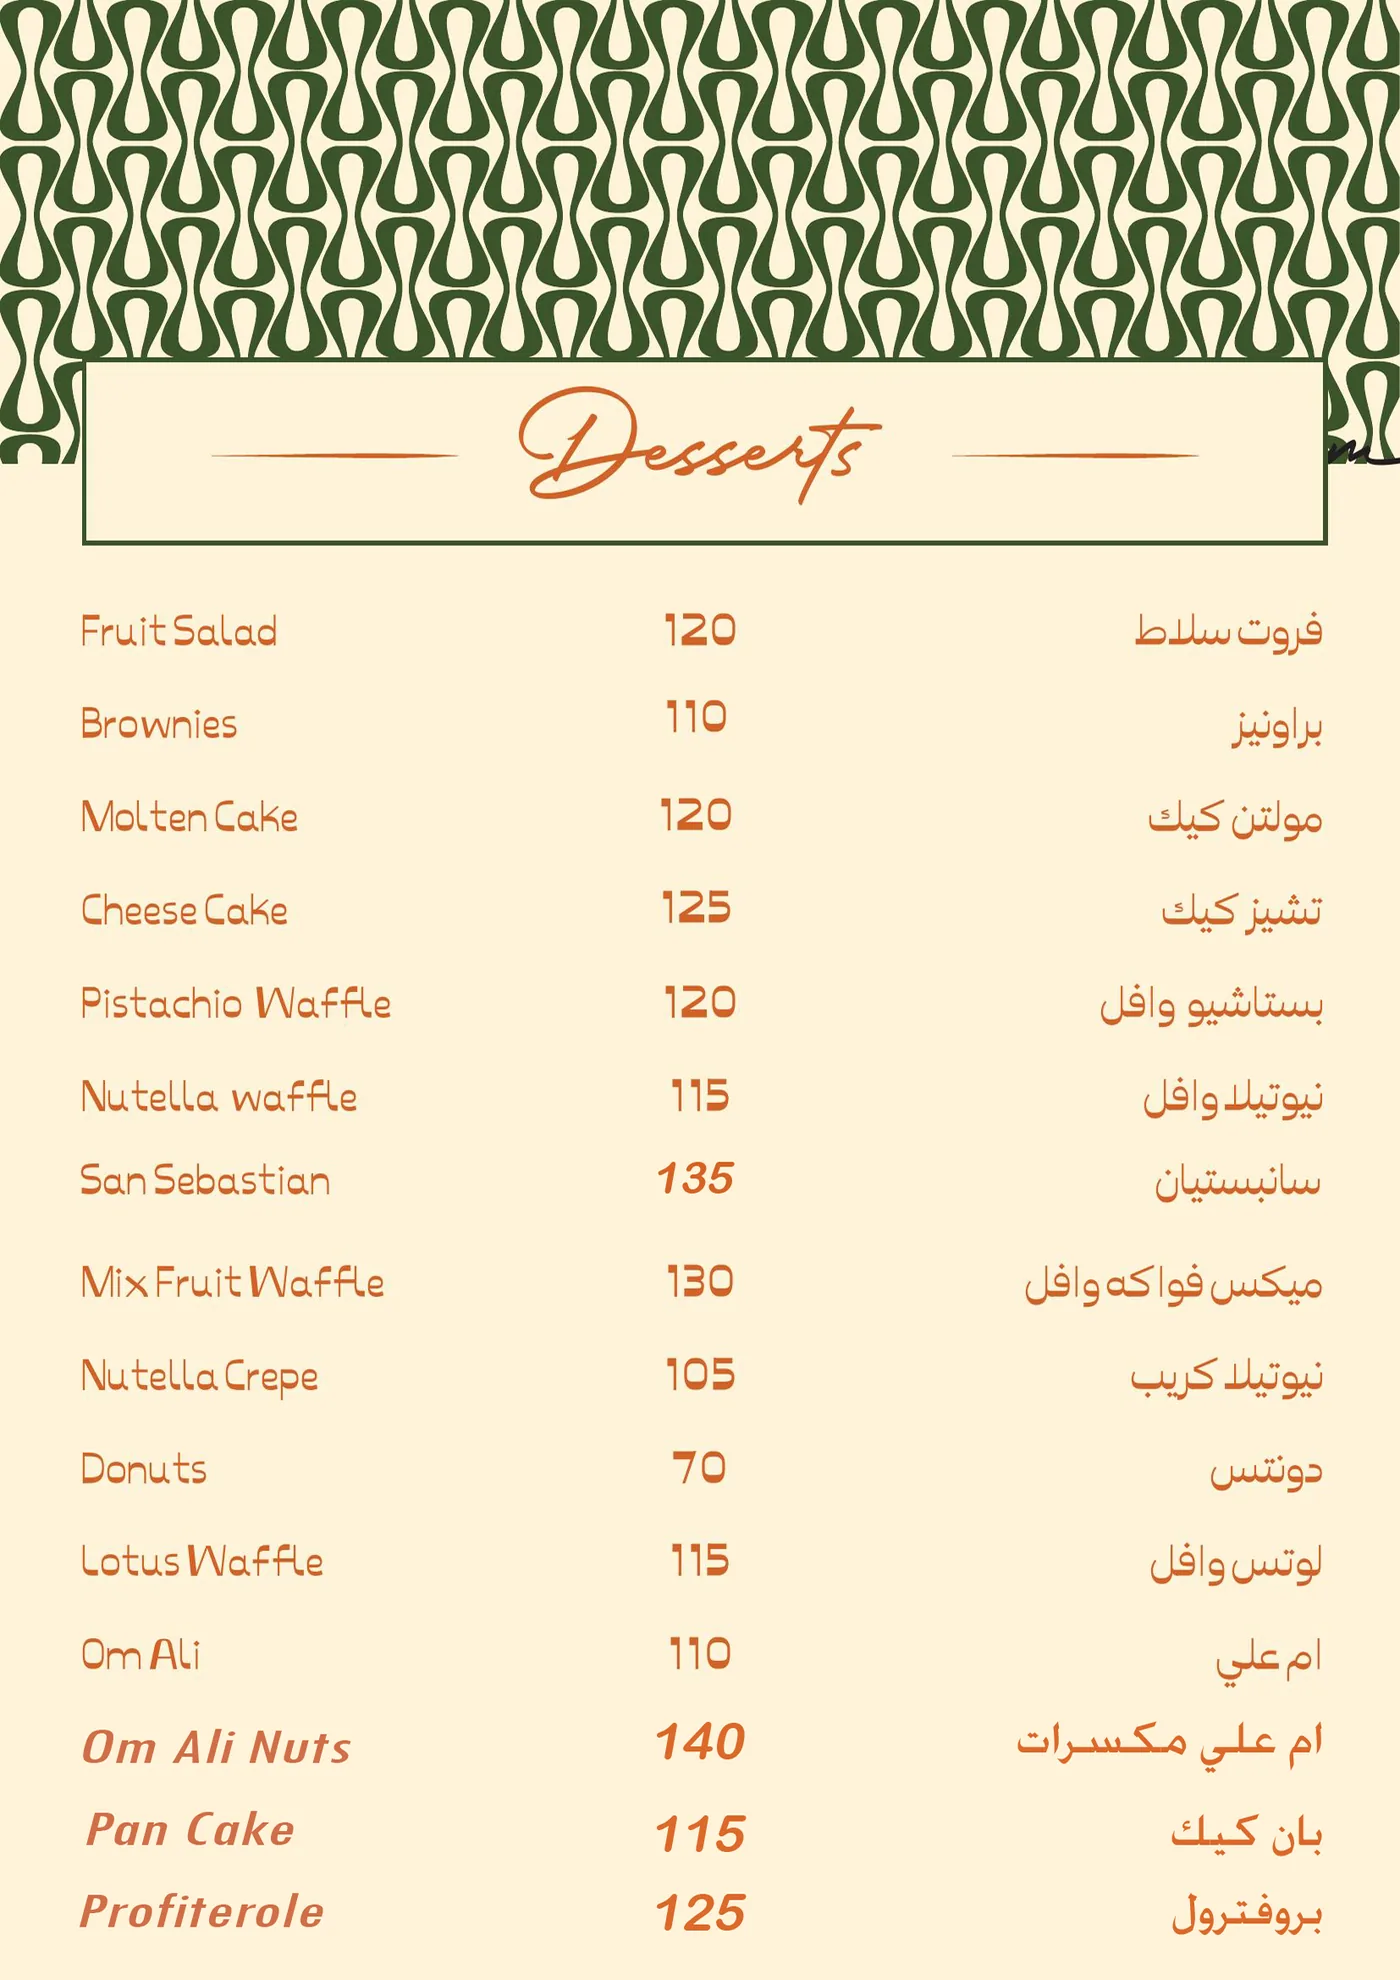 Desserts
m
Fruit Salad 120 فروت سلاط
Brownies 110 براونيز
Molten Cake 120 مولتن كيك
Cheese Cake 125 تشيز كيك
Pistachio Waffle 120 بستاشيو وافل
Nutella waffle 115 نيوتيلا وافل
San Sebastian 135 سانبستيان
Mix Fruit Waffle 130 ميكس فواكه وافل
Nutella Crepe 105 نيوتيلا كريب
Donuts 70 دونتس
Lotus Waffle 115 لوتس وافل
Om Ali 110 ام علي
Om Ali Nuts 140 ام علي مكسرات
Pan Cake 115 بان كيك
Profiterole 125 بروفترول